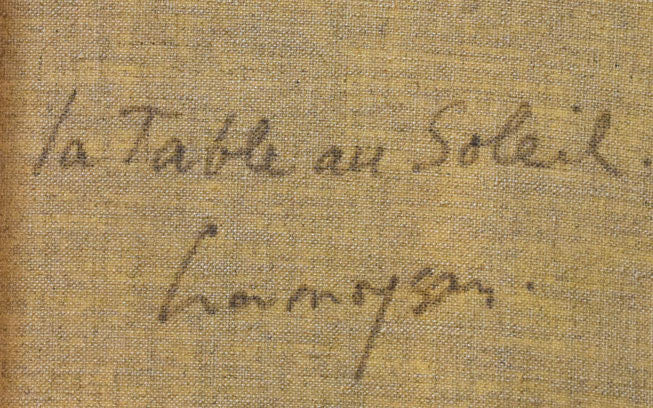 la Table au Soleil.